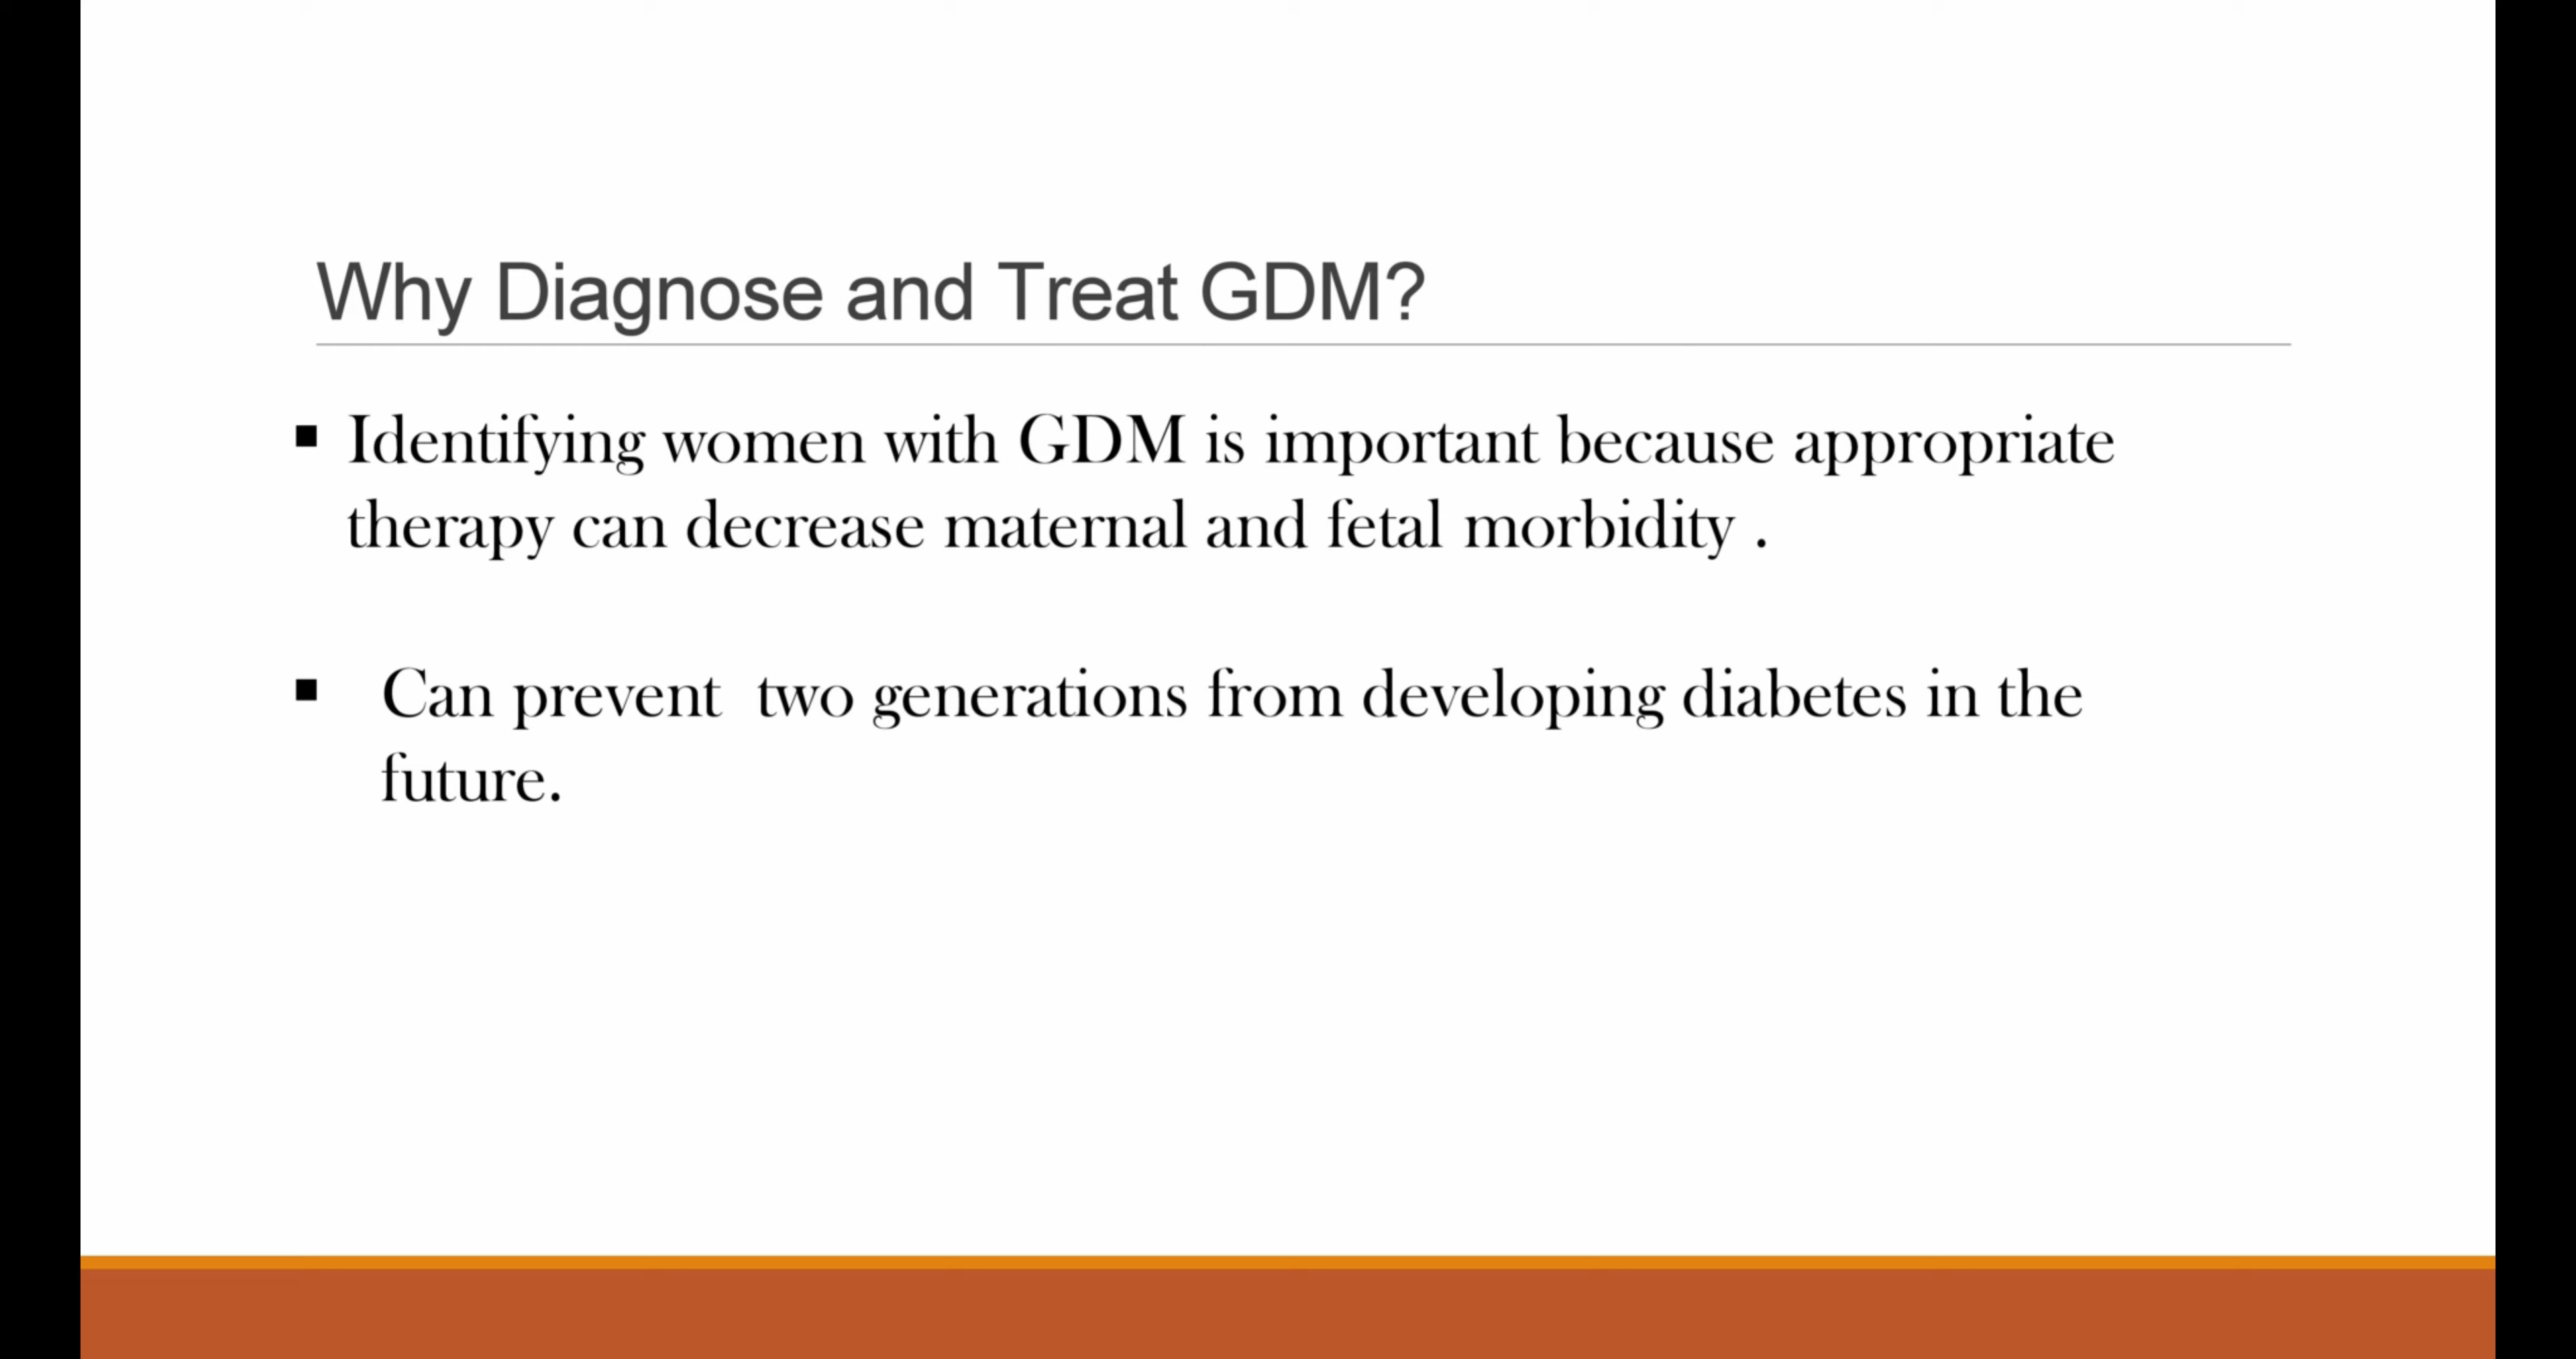 Why Diagnose and Treat GDM?
▪ Identifying women with GDM is important because appropriate
therapy can decrease maternal and fetal morbidity .
▪ Can prevent  two generations from developing diabetes in the
future.